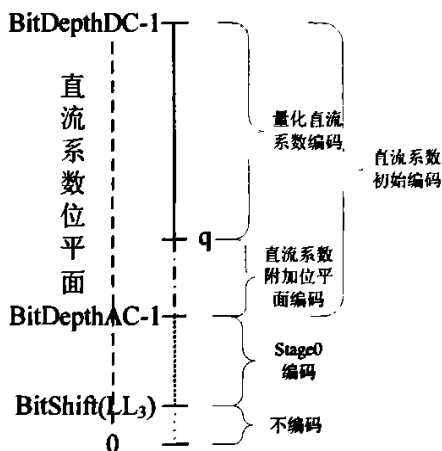 BitDepthDC-1
直流系数位平面
量化直流
系数编码
直流系数
初始编码
q
直流系数
附加位平
面编码
BitDepthAC-1
Stage0
编码
BitShift(LL₃)
不编码
0